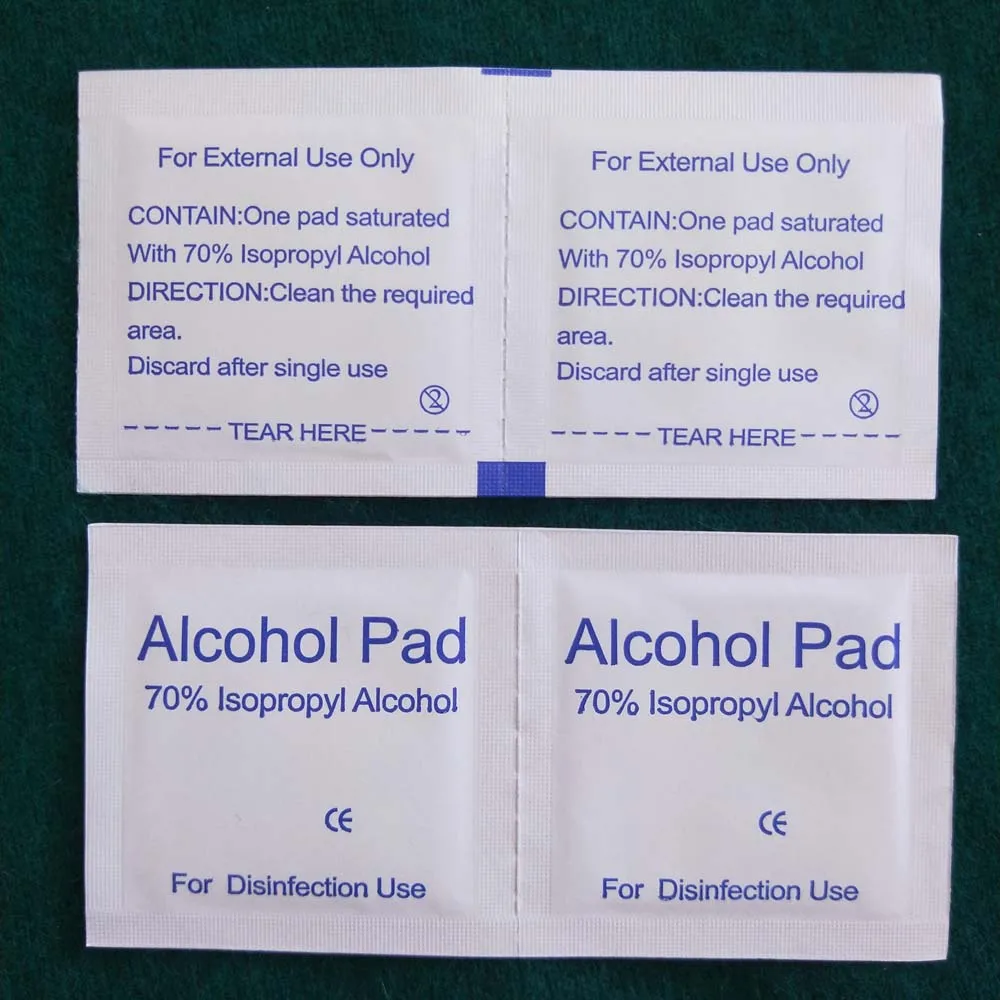 For External Use Only
CONTAIN:One pad saturated
With 70% Isopropyl Alcohol
DIRECTION:Clean the required
area.
Discard after single use
2
-----TEAR HERE-----
For External Use Only
CONTAIN:One pad saturated
With 70% Isopropyl Alcohol
DIRECTION:Clean the required
area.
Discard after single use
2
-----TEAR HERE-----
Alcohol Pad
70% Isopropyl Alcohol
CE
For Disinfection Use
Alcohol Pad
70% Isopropyl Alcohol
CE
For Disinfection Use